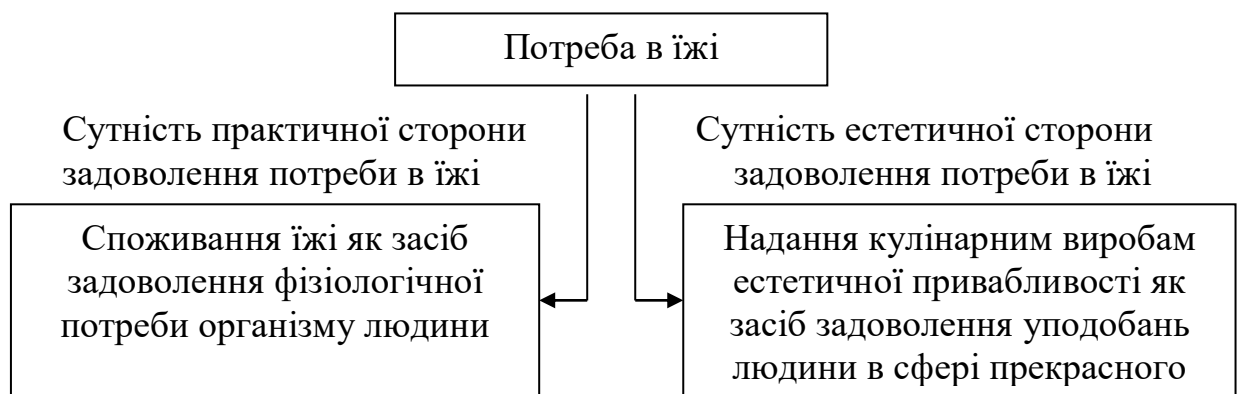 Потреба в їжі
Сутність практичної сторони
задоволення потреби в їжі
Сутність естетичної сторони
задоволення потреби в їжі
Споживання їжі як засіб
задоволення фізіологічної
потреби організму людини
Надання кулінарним виробам
естетичної привабливості як
засіб задоволення уподобань
людини в сфері прекрасного